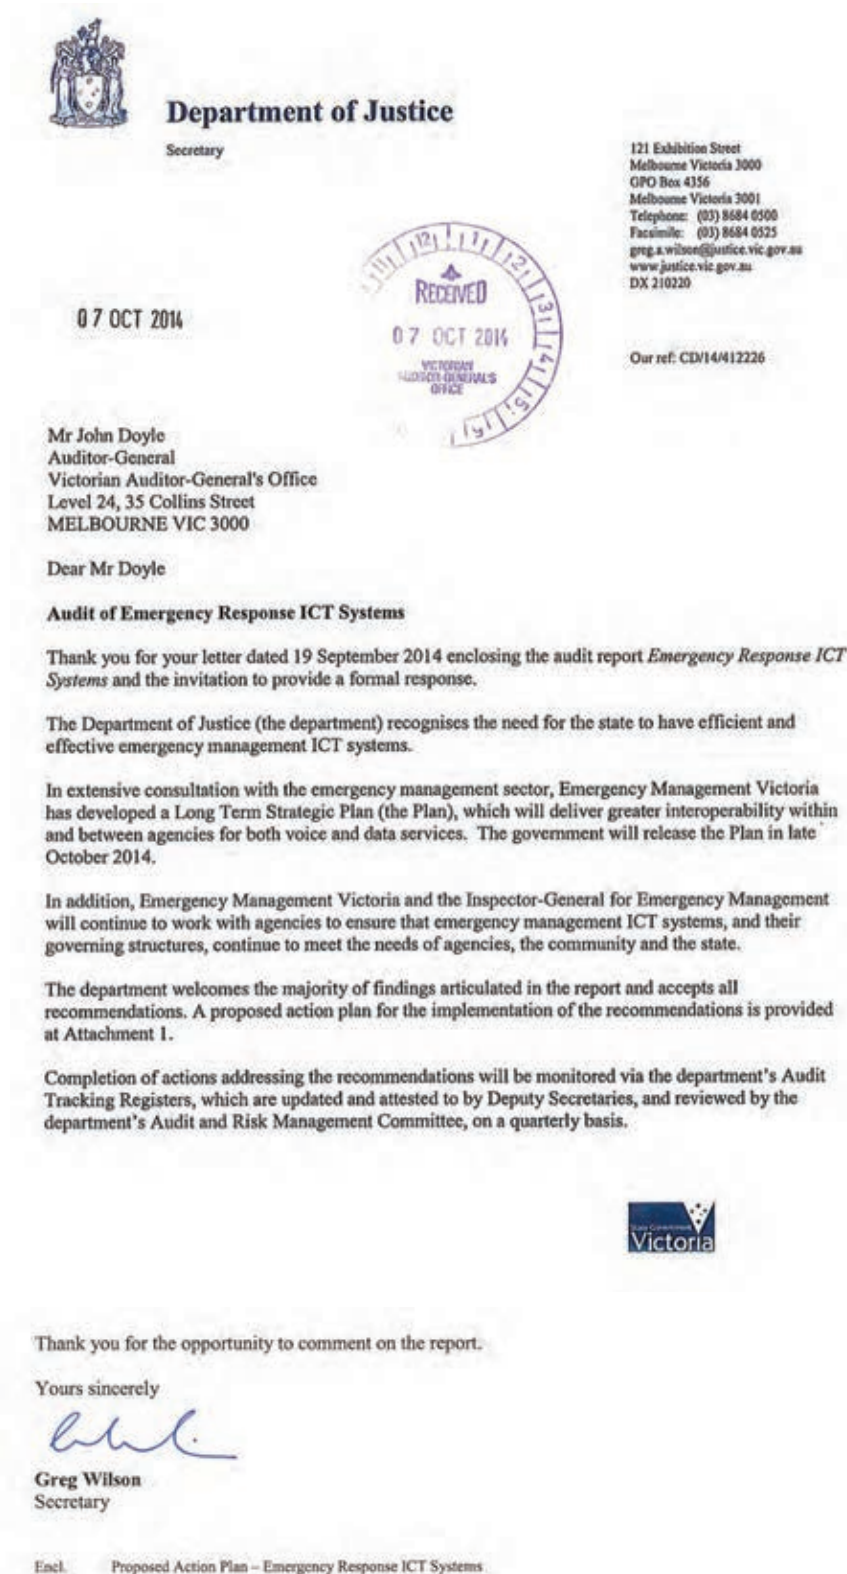 Department of Justice
Secretary
121 Exhibition Street
Melbourne Victoria 3000
GPO Box 4356
Melbourne Victoria 3001
Telephone: (03) 8684 0500
Facsimile: (03) 8684 0525
greg.a.wilson@justice.vic.gov.au
www.justice.vic.gov.au
DX 210220
07 OCT 2014
12 1 2 3 4 5
RECEIVED
07 OCT 2014
VICTORIAN
AUDITOR-GENERAL'S
OFFICE
Our ref: CD/14/412226
Mr John Doyle
Auditor-General
Victorian Auditor-General's Office
Level 24, 35 Collins Street
MELBOURNE VIC 3000
Dear Mr Doyle
Audit of Emergency Response ICT Systems
Thank you for your letter dated 19 September 2014 enclosing the audit report Emergency Response ICT
Systems and the invitation to provide a formal response.
The Department of Justice (the department) recognises the need for the state to have efficient and
effective emergency management ICT systems.
In extensive consultation with the emergency management sector, Emergency Management Victoria
has developed a Long Term Strategic Plan (the Plan), which will deliver greater interoperability within
and between agencies for both voice and data services. The government will release the Plan in late
October 2014.
In addition, Emergency Management Victoria and the Inspector-General for Emergency Management
will continue to work with agencies to ensure that emergency management ICT systems, and their
governing structures, continue to meet the needs of agencies, the community and the state.
The department welcomes the majority of findings articulated in the report and accepts all
recommendations. A proposed action plan for the implementation of the recommendations is provided
at Attachment 1.
Completion of actions addressing the recommendations will be monitored via the department's Audit
Tracking Registers, which are updated and attested to by Deputy Secretaries, and reviewed by the
department's Audit and Risk Management Committee, on a quarterly basis.
State Government
Victoria
Thank you for the opportunity to comment on the report.
Yours sincerely
Greg Wilson
Secretary
Encl. Proposed Action Plan – Emergency Response ICT Systems